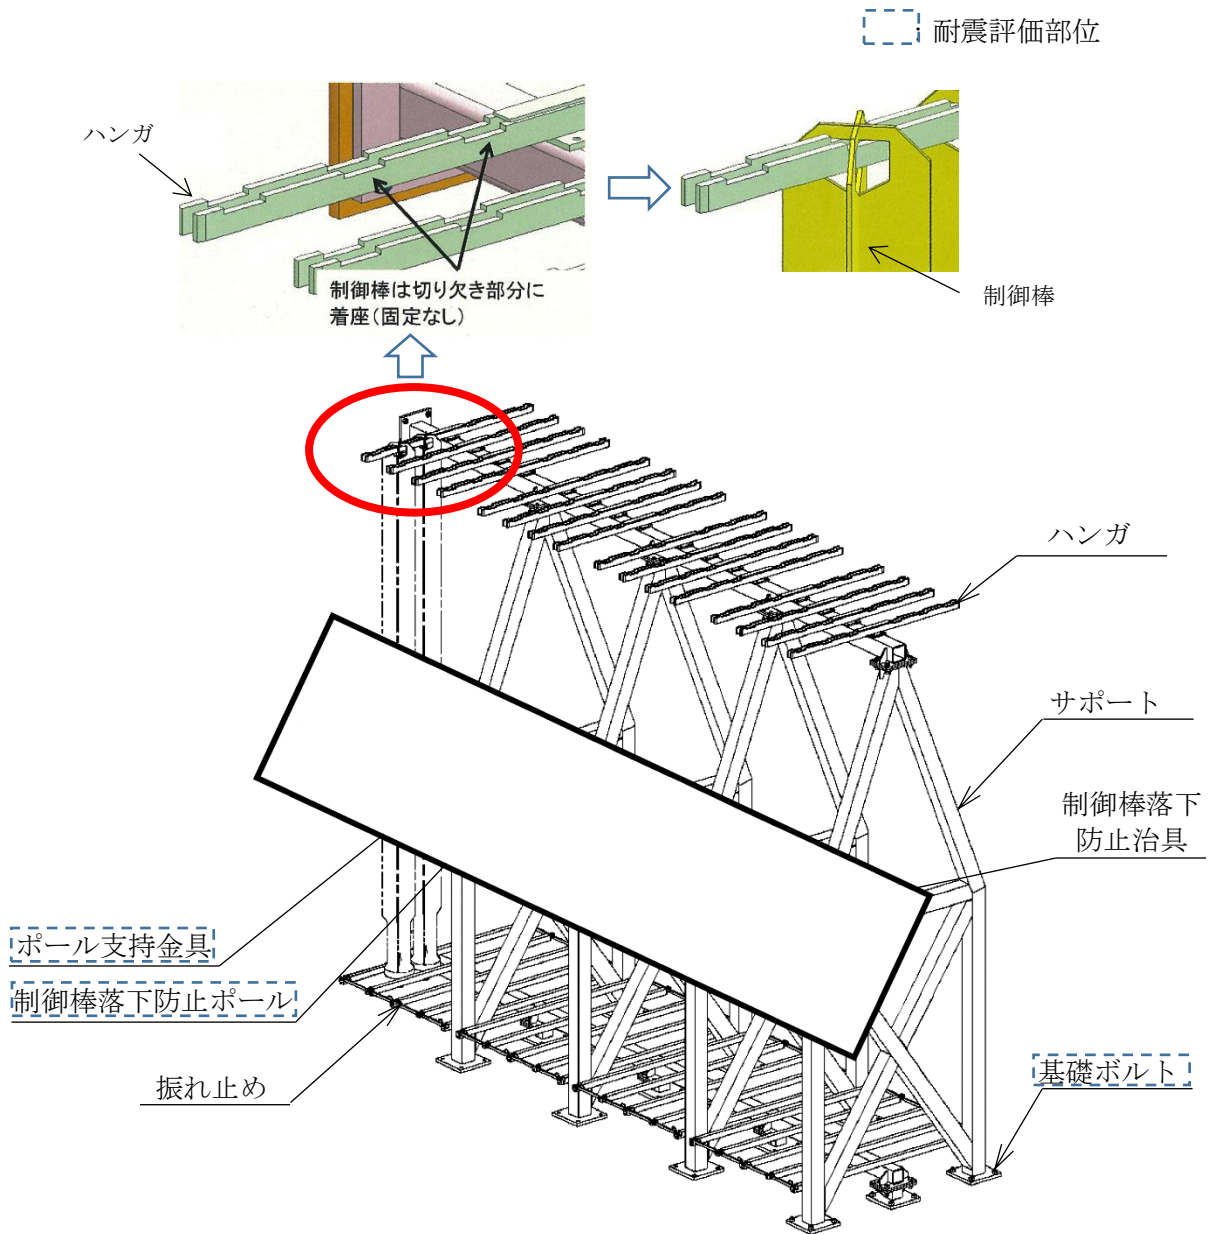 : 耐震評価部位
ハンガ
制御棒は切り欠き部分に
着座(固定なし)
制御棒
ハンガ
サポート
制御棒落下
防止治具
ポール支持金具
制御棒落下防止ポール
振れ止め
基礎ボルト